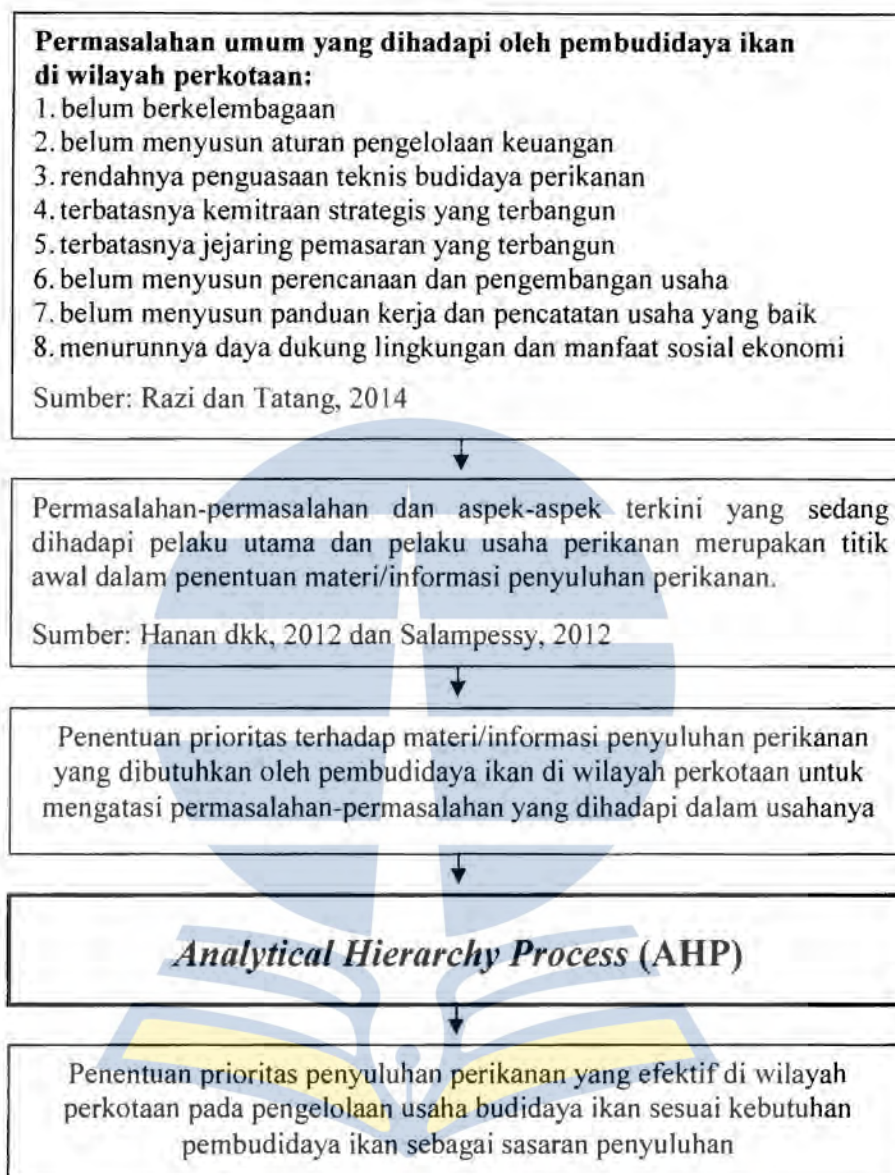 Permasalahan umum yang dihadapi oleh pembudidaya ikan
di wilayah perkotaan:
1. belum berkelembagaan
2. belum menyusun aturan pengelolaan keuangan
3. rendahnya penguasaan teknis budidaya perikanan
4. terbatasnya kemitraan strategis yang terbangun
5. terbatasnya jejaring pemasaran yang terbangun
6. belum menyusun perencanaan dan pengembangan usaha
7. belum menyusun panduan kerja dan pencatatan usaha yang baik
8. menurunnya daya dukung lingkungan dan manfaat sosial ekonomi
Sumber: Razi dan Tatang, 2014
Permasalahan-permasalahan dan aspek-aspek terkini yang sedang
dihadapi pelaku utama dan pelaku usaha perikanan merupakan titik
awal dalam penentuan materi/informasi penyuluhan perikanan.
Sumber: Hanan dkk, 2012 dan Salampessy, 2012
Penentuan prioritas terhadap materi/informasi penyuluhan perikanan
yang dibutuhkan oleh pembudidaya ikan di wilayah perkotaan untuk
mengatasi permasalahan-permasalahan yang dihadapi dalam usahanya
Analytical Hierarchy Process (AHP)
Penentuan prioritas penyuluhan perikanan yang efektif di wilayah
perkotaan pada pengelolaan usaha budidaya ikan sesuai kebutuhan
pembudidaya ikan sebagai sasaran penyuluhan